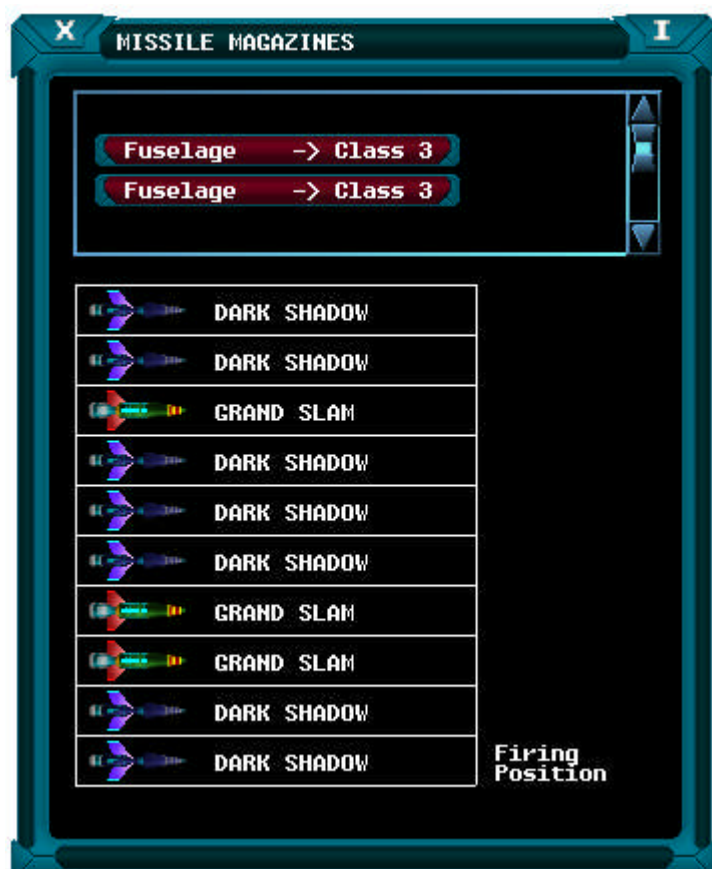 X MISSILE MAGAZINES I
Fuselage -> Class 3
Fuselage -> Class 3
DARK SHADOW
DARK SHADOW
GRAND SLAM
DARK SHADOW
DARK SHADOW
DARK SHADOW
GRAND SLAM
GRAND SLAM
DARK SHADOW
DARK SHADOW
Firing
Position